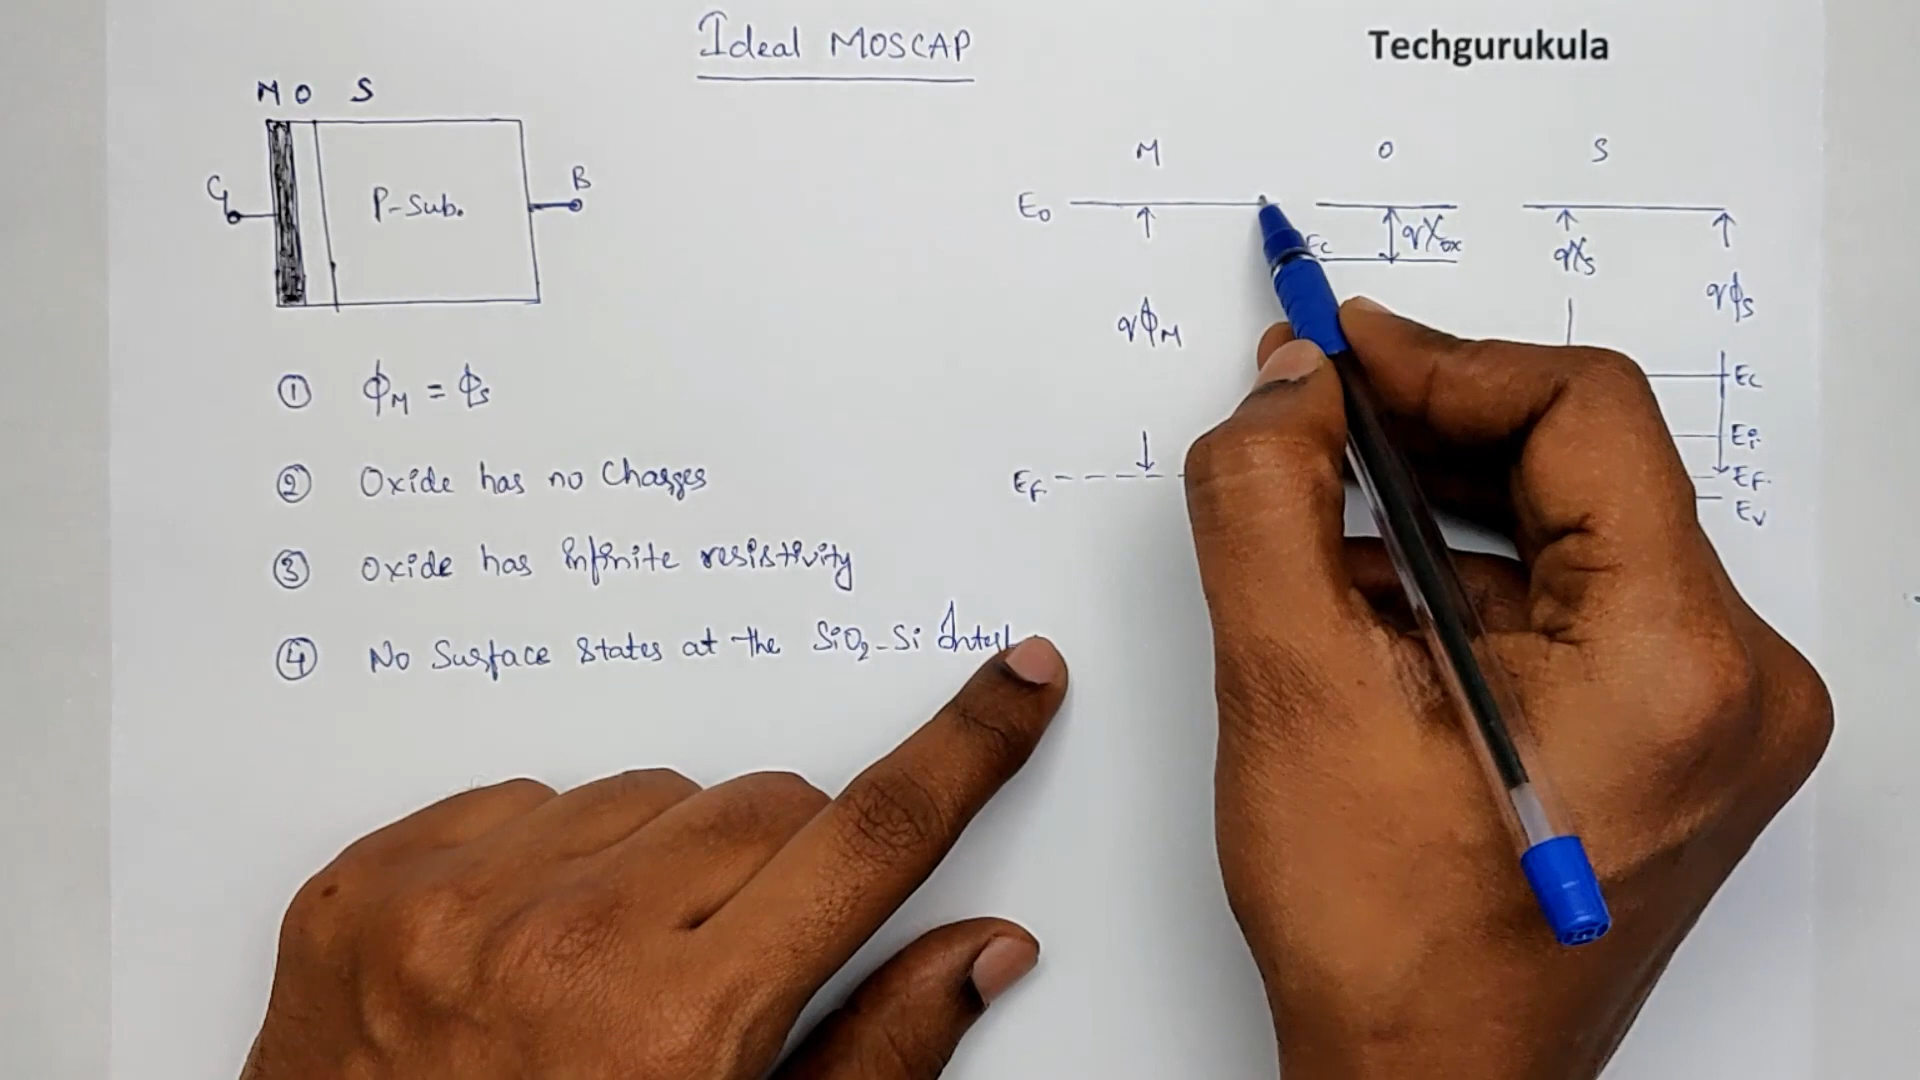 Ideal MOSCAP
Techgurukula
M O S
G
P-Sub.
B
① ϕM = ϕs
② Oxide has no Charges
③ Oxide has infinite resistivity
④ No Surface States at the SiO2-Si
M O S
E0
Ec
qχox
qχs
qϕs
qϕM
Ec
Ei
EF
EF
Ev